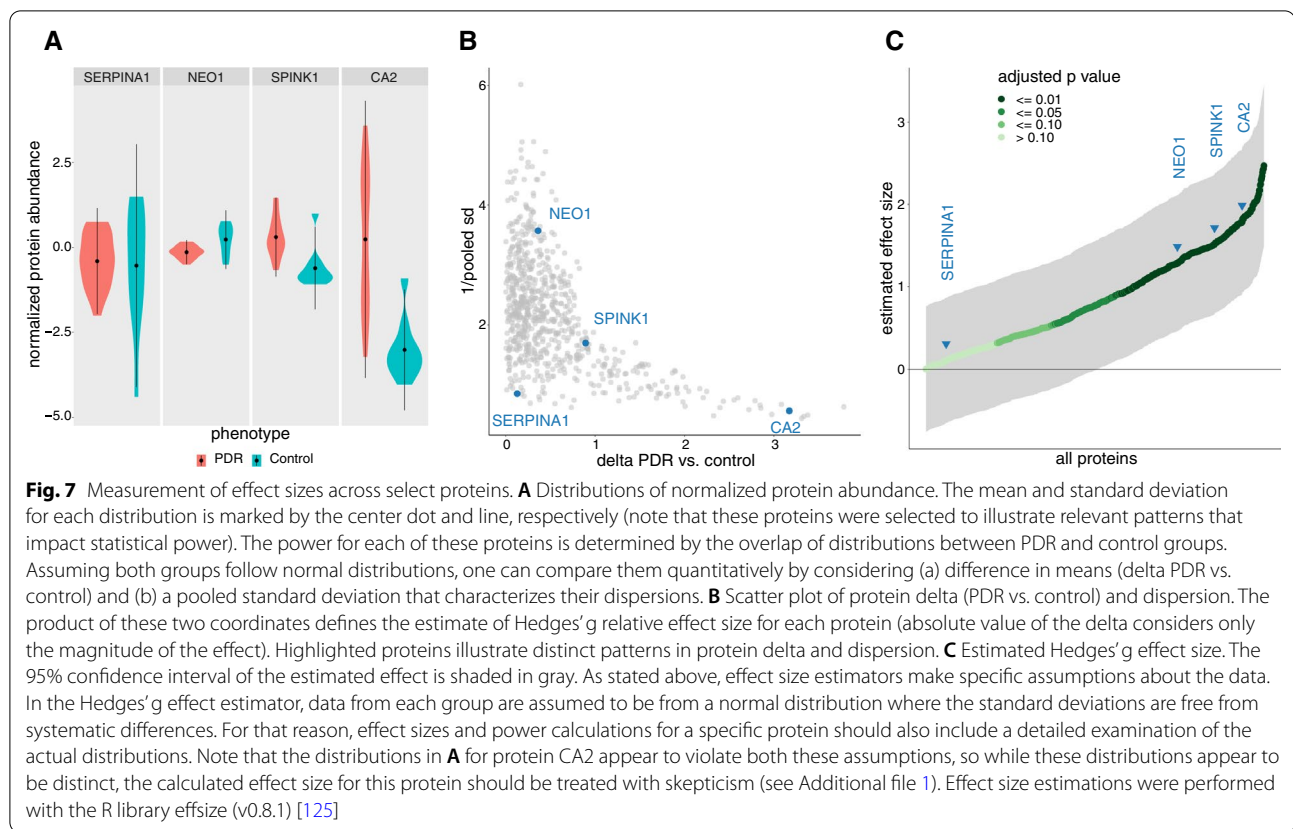 A
B
C
SERPINA1 NEO1 SPINK1 CA2
normalized protein abundance
2.5
0.0
−2.5
−5.0
phenotype
PDR Control
6
4
2
1/pooled sd
NEO1
SPINK1
SERPINA1
CA2
0 1 2 3
delta PDR vs. control
adjusted p value
<= 0.01
<= 0.05
<= 0.10
> 0.10
3
2
1
0
estimated effect size
SERPINA1
NEO1
SPINK1
CA2
all proteins
Fig. 7 Measurement of effect sizes across select proteins. A Distributions of normalized protein abundance. The mean and standard deviation
for each distribution is marked by the center dot and line, respectively (note that these proteins were selected to illustrate relevant patterns that
impact statistical power). The power for each of these proteins is determined by the overlap of distributions between PDR and control groups.
Assuming both groups follow normal distributions, one can compare them quantitatively by considering (a) difference in means (delta PDR vs.
control) and (b) a pooled standard deviation that characterizes their dispersions. B Scatter plot of protein delta (PDR vs. control) and dispersion. The
product of these two coordinates defines the estimate of Hedges' g relative effect size for each protein (absolute value of the delta considers only
the magnitude of the effect). Highlighted proteins illustrate distinct patterns in protein delta and dispersion. C Estimated Hedges' g effect size. The
95% confidence interval of the estimated effect is shaded in gray. As stated above, effect size estimators make specific assumptions about the data.
In the Hedges' g effect estimator, data from each group are assumed to be from a normal distribution where the standard deviations are free from
systematic differences. For that reason, effect sizes and power calculations for a specific protein should also include a detailed examination of the
actual distributions. Note that the distributions in A for protein CA2 appear to violate both these assumptions, so while these distributions appear to
be distinct, the calculated effect size for this protein should be treated with skepticism (see Additional file 1). Effect size estimations were performed
with the R library effsize (v0.8.1) [125]